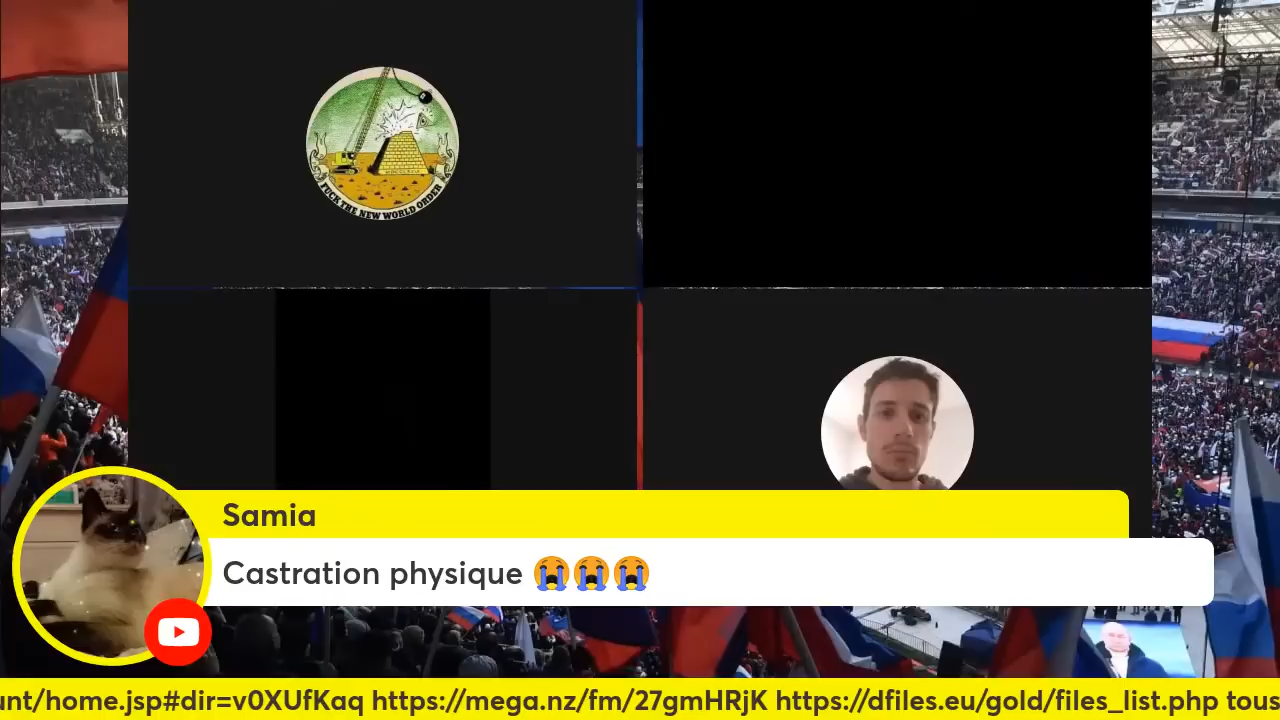 FUCK THE NEW WORLD ORDER
Samia
Castration physique 😭😭😭
unt/home.jsp#dir=v0XUfKaq https://mega.nz/fm/27gmHRjK https://dfiles.eu/gold/files_list.php tous